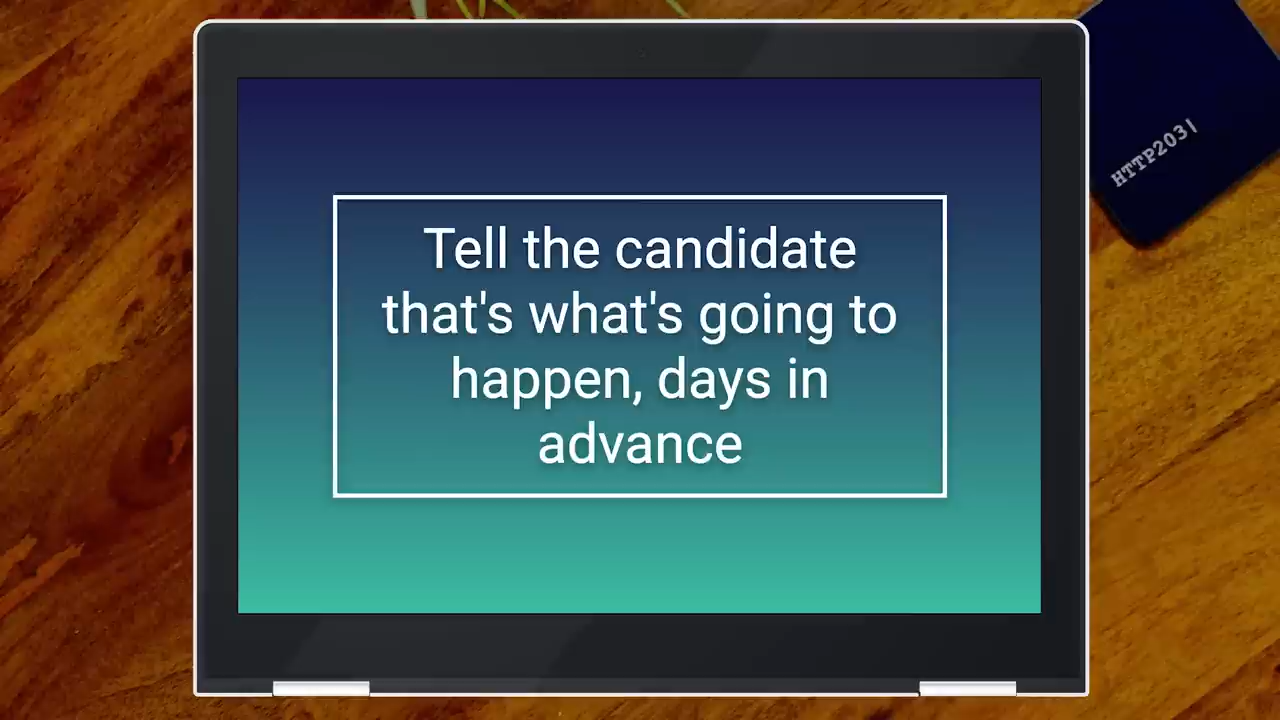 Tell the candidate
that's what's going to
happen, days in
advance
HTTP203|